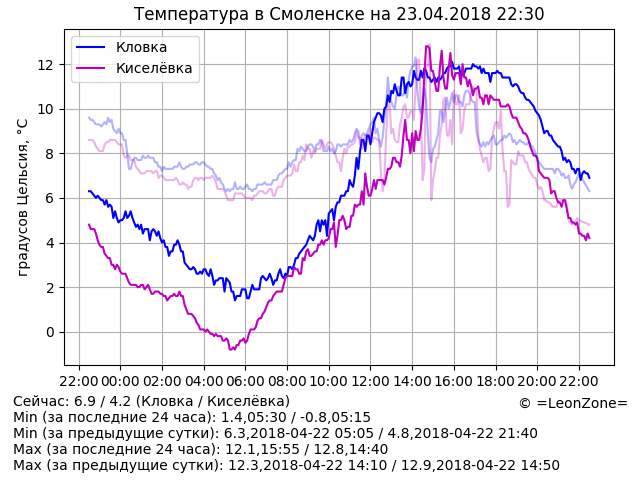 Температура в Смоленске на 23.04.2018 22:30
Кловка
Киселёвка
градусов Цельсия, °C
12
10
8
6
4
2
0
22:00 00:00 02:00 04:00 06:00 08:00 10:00 12:00 14:00 16:00 18:00 20:00 22:00
Сейчас: 6.9 / 4.2 (Кловка / Киселёвка)
© =LeonZone=
Min (за последние 24 часа): 1.4,05:30 / -0.8,05:15
Min (за предыдущие сутки): 6.3,2018-04-22 05:05 / 4.8,2018-04-22 21:40
Max (за последние 24 часа): 12.1,15:55 / 12.8,14:40
Max (за предыдущие сутки): 12.3,2018-04-22 14:10 / 12.9,2018-04-22 14:50